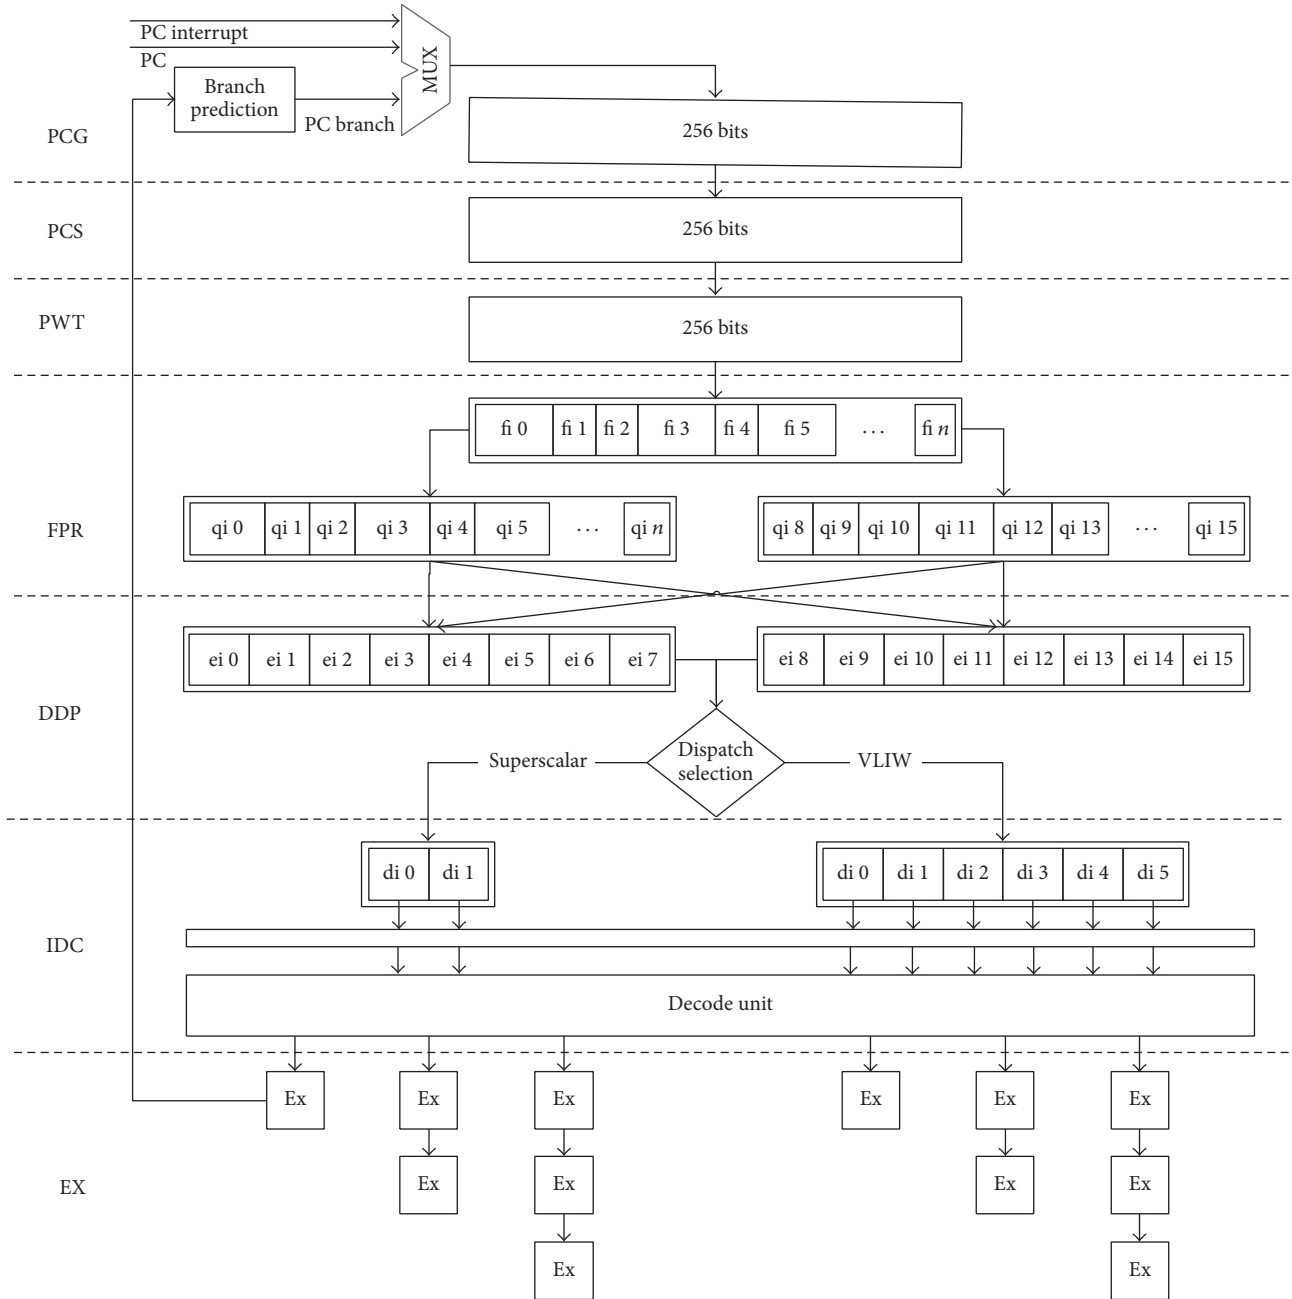 PC interrupt
PC
Branch
prediction
PC branch
MUX
PCG
256 bits
PCS
256 bits
PWT
256 bits
fi 0 fi 1 fi 2 fi 3 fi 4 fi 5 ... fi n
FPR
qi 0 qi 1 qi 2 qi 3 qi 4 qi 5 ... qi n
qi 8 qi 9 qi 10 qi 11 qi 12 qi 13 ... qi 15
ei 0 ei 1 ei 2 ei 3 ei 4 ei 5 ei 6 ei 7
ei 8 ei 9 ei 10 ei 11 ei 12 ei 13 ei 14 ei 15
DDP
Superscalar
Dispatch
selection
VLIW
di 0 di 1
di 0 di 1 di 2 di 3 di 4 di 5
IDC
Decode unit
Ex Ex Ex Ex Ex Ex
EX
Ex Ex Ex Ex
Ex Ex